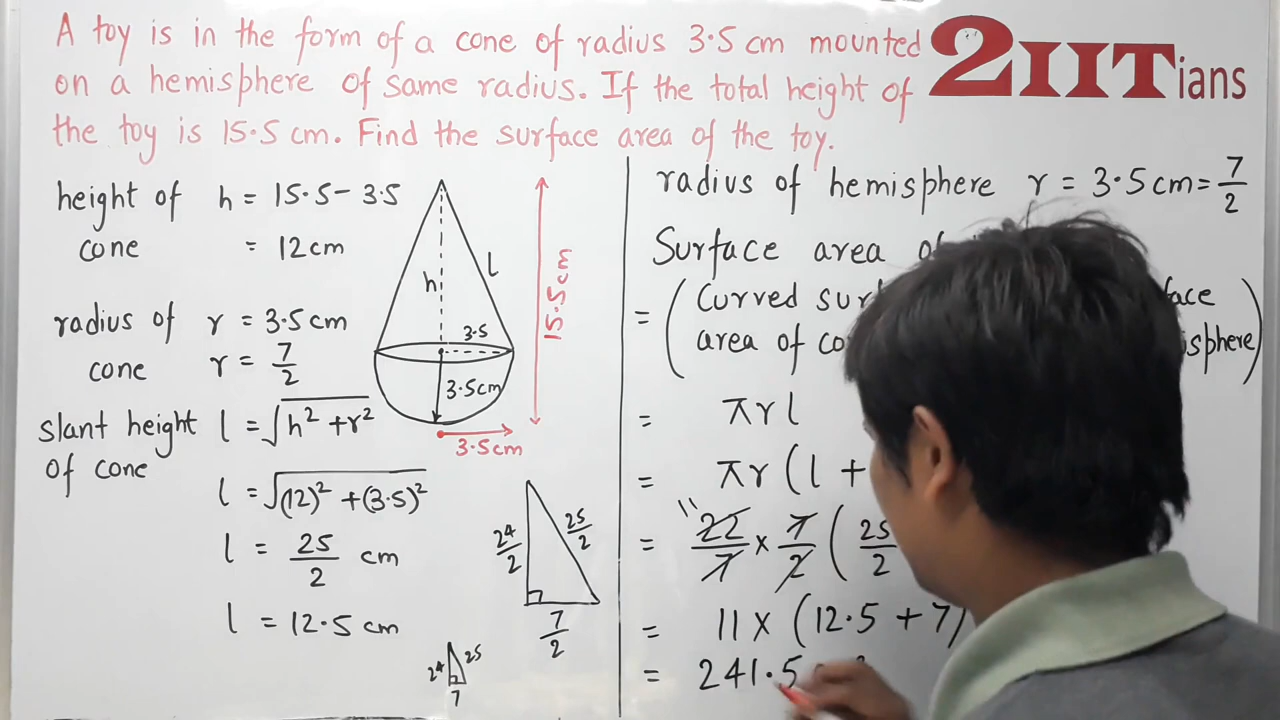 A toy is in the form of a cone of radius 3.5 cm mounted
on a hemisphere of same radius. If the total height of
the toy is 15.5 cm. Find the surface area of the toy.
2IITians
height of h = 15.5 - 3.5
cone = 12 cm
radius of r = 3.5 cm
cone r = 7/2
slant height l = √h² + r²
of cone
l = √(12)² + (3.5)²
l = 25/2 cm
l = 12.5 cm
h
l
3.5
3.5cm
15.5cm
3.5cm
24/2
25/2
7/2
24
25
7
radius of hemisphere r = 3.5 cm = 7/2
Surface area
= (Curved
area of
= πrl
= πr (l +
11
= 22/7 × 7/2 (25/2
= 11 × (12.5 + 7)
= 241.5